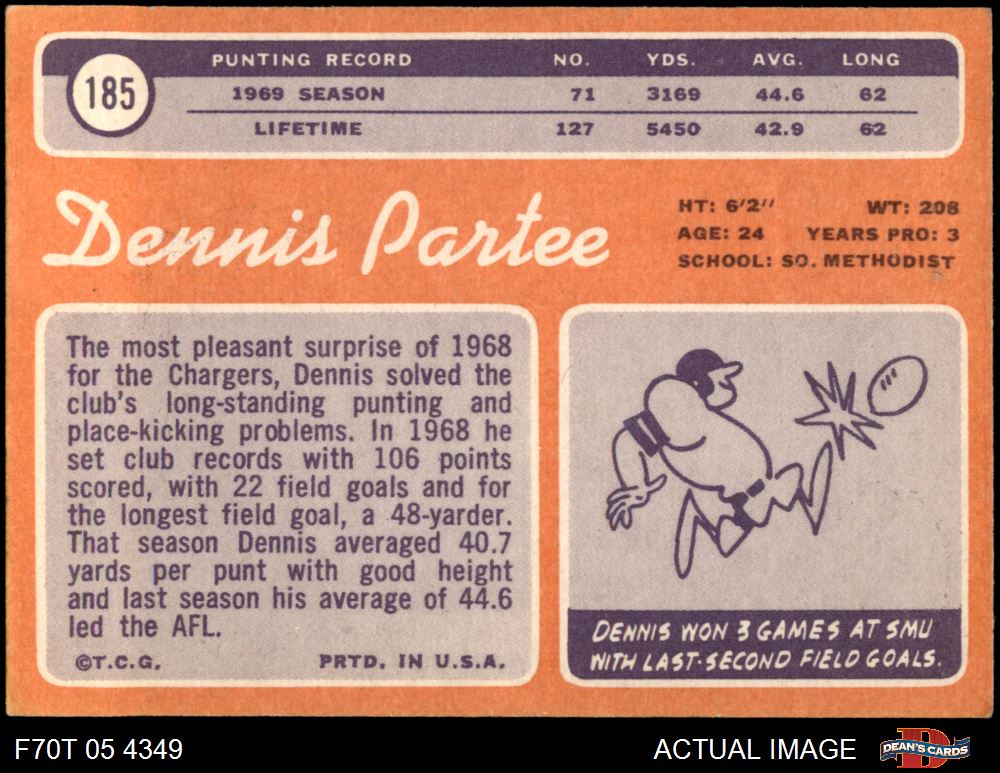 185
PUNTING RECORD NO. YDS. AVG. LONG
1969 SEASON 71 3169 44.6 62
LIFETIME 127 5450 42.9 62
Dennis Partee
HT: 6'2" WT: 208
AGE: 24 YEARS PRO: 3
SCHOOL: SO. METHODIST
The most pleasant surprise of 1968
for the Chargers, Dennis solved the
club's long-standing punting and
place-kicking problems. In 1968 he
set club records with 106 points
scored, with 22 field goals and for
the longest field goal, a 48-yarder.
That season Dennis averaged 40.7
yards per punt with good height
and last season his average of 44.6
led the AFL.
©T.C.G. PRTD. IN U.S.A.
DENNIS WON 3 GAMES AT SMU
WITH LAST-SECOND FIELD GOALS.
F70T 05 4349 ACTUAL IMAGE
D
DEAN'S CARDS